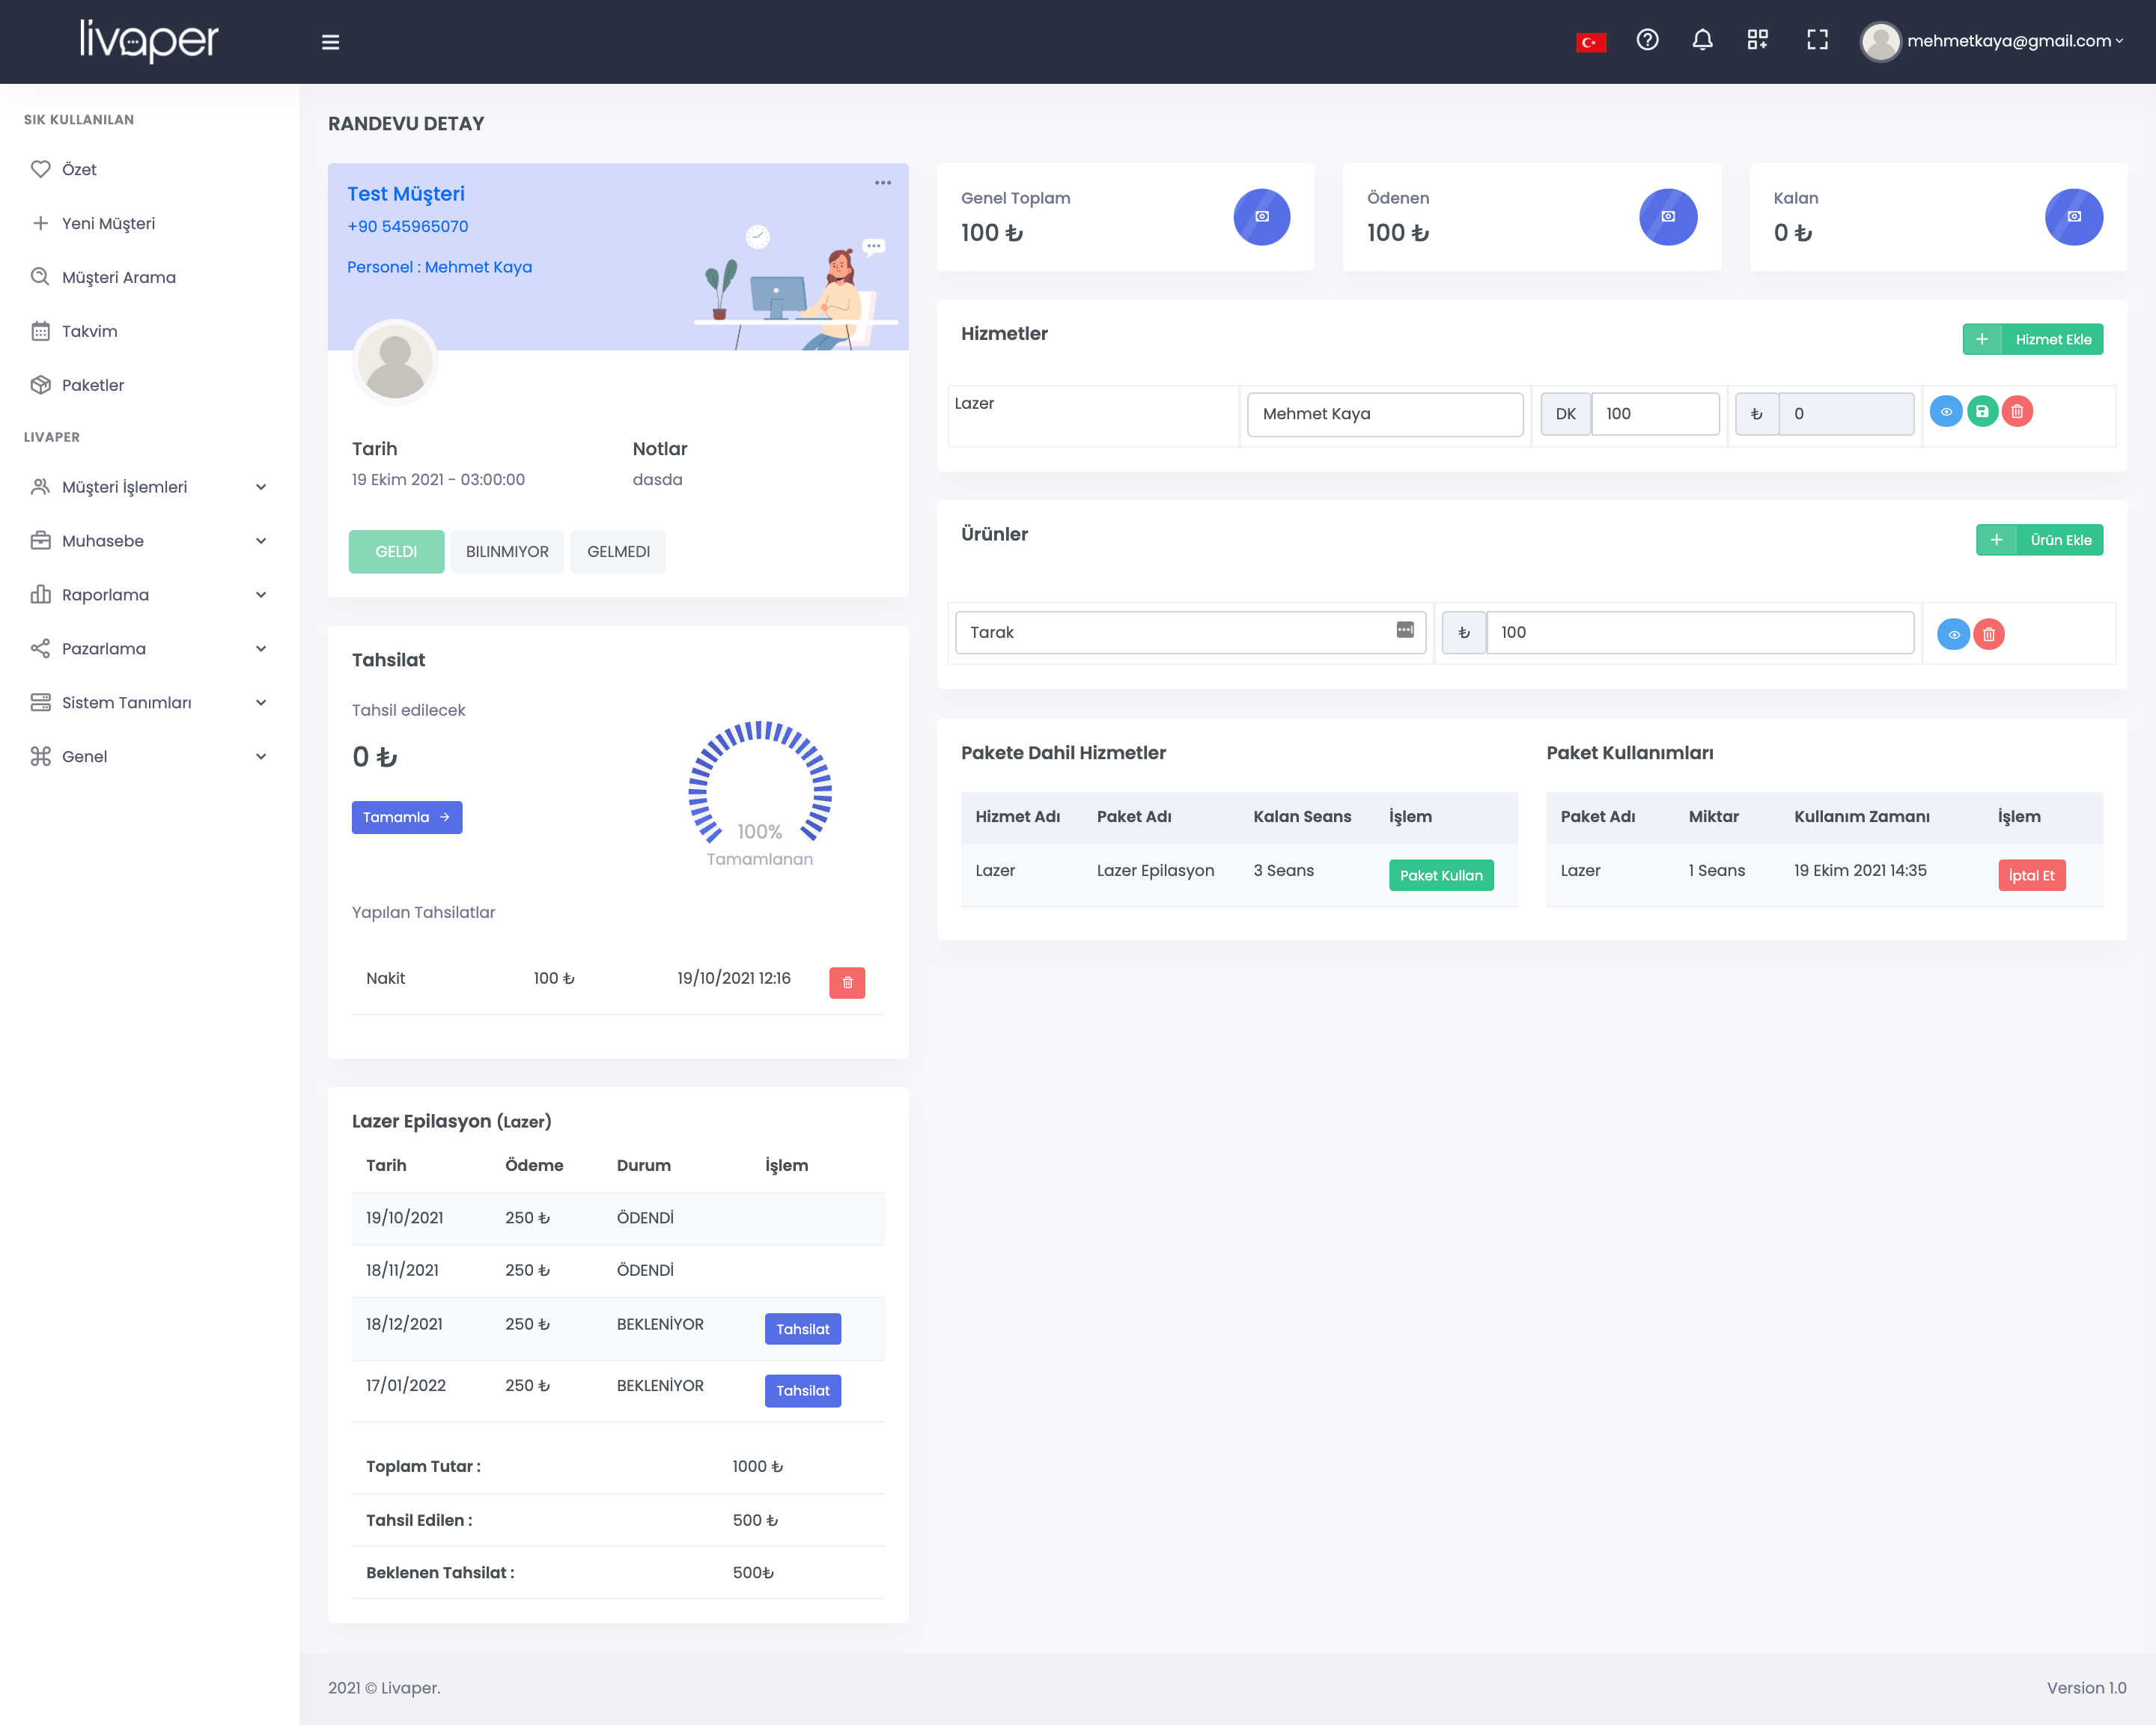 livaper
mehmetkaya@gmail.com
SIK KULLANILAN
Özet
Yeni Müşteri
Müşteri Arama
Takvim
Paketler
LIVAPER
Müşteri İşlemleri
Muhasebe
Raporlama
Pazarlama
Sistem Tanımları
Genel
RANDEVU DETAY
Test Müşteri
+90 545965070
Personel : Mehmet Kaya
Tarih Notlar
19 Ekim 2021 - 03:00:00 dasda
GELDI BILINMIYOR GELMEDI
Tahsilat
Tahsil edilecek
0 ₺
Tamamla →
100%
Tamamlanan
Yapılan Tahsilatlar
Nakit 100 ₺ 19/10/2021 12:16
Lazer Epilasyon (Lazer)
Tarih Ödeme Durum İşlem
19/10/2021 250 ₺ ÖDENDİ
18/11/2021 250 ₺ ÖDENDİ
18/12/2021 250 ₺ BEKLENİYOR Tahsilat
17/01/2022 250 ₺ BEKLENİYOR Tahsilat
Toplam Tutar : 1000 ₺
Tahsil Edilen : 500 ₺
Beklenen Tahsilat : 500₺
Genel Toplam
100 ₺
Ödenen
100 ₺
Kalan
0 ₺
Hizmetler
+ Hizmet Ekle
Lazer Mehmet Kaya DK 100 ₺ 0
Ürünler
+ Ürün Ekle
Tarak ₺ 100
Pakete Dahil Hizmetler
Hizmet Adı Paket Adı Kalan Seans İşlem
Lazer Lazer Epilasyon 3 Seans Paket Kullan
Paket Kullanımları
Paket Adı Miktar Kullanım Zamanı İşlem
Lazer 1 Seans 19 Ekim 2021 14:35 İptal Et
2021 © Livaper.
Version 1.0